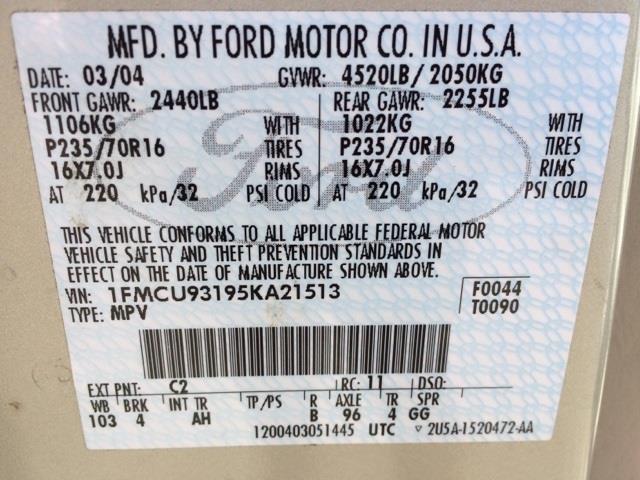 MFD. BY FORD MOTOR CO. IN U.S.A.
DATE: 03/04 GVWR: 4520LB/ 2050KG
FRONT GAWR: 2440LB REAR GAWR: 2255LB
1106KG WITH 1022KG WITH
P235/70R16 TIRES P235/70R16 TIRES
16X7.0J RIMS 16X7.0J RIMS
AT 220 kPa/32 PSI COLD AT 220 kPa/32 PSI COLD
Ford
THIS VEHICLE CONFORMS TO ALL APPLICABLE FEDERAL MOTOR
VEHICLE SAFETY AND THEFT PREVENTION STANDARDS IN
EFFECT ON THE DATE OF MANUFACTURE SHOWN ABOVE.
VIN: 1FMCU93195KA21513 F0044
TYPE: MPV T0090
EXT PNT: C2 RC: 11 DSO:
WB BRK INT TR TP/PS R AXLE TR SPR
103 4 AH B 96 4 GG
1200403051445 UTC ▽ 2U5A-1520472-AA